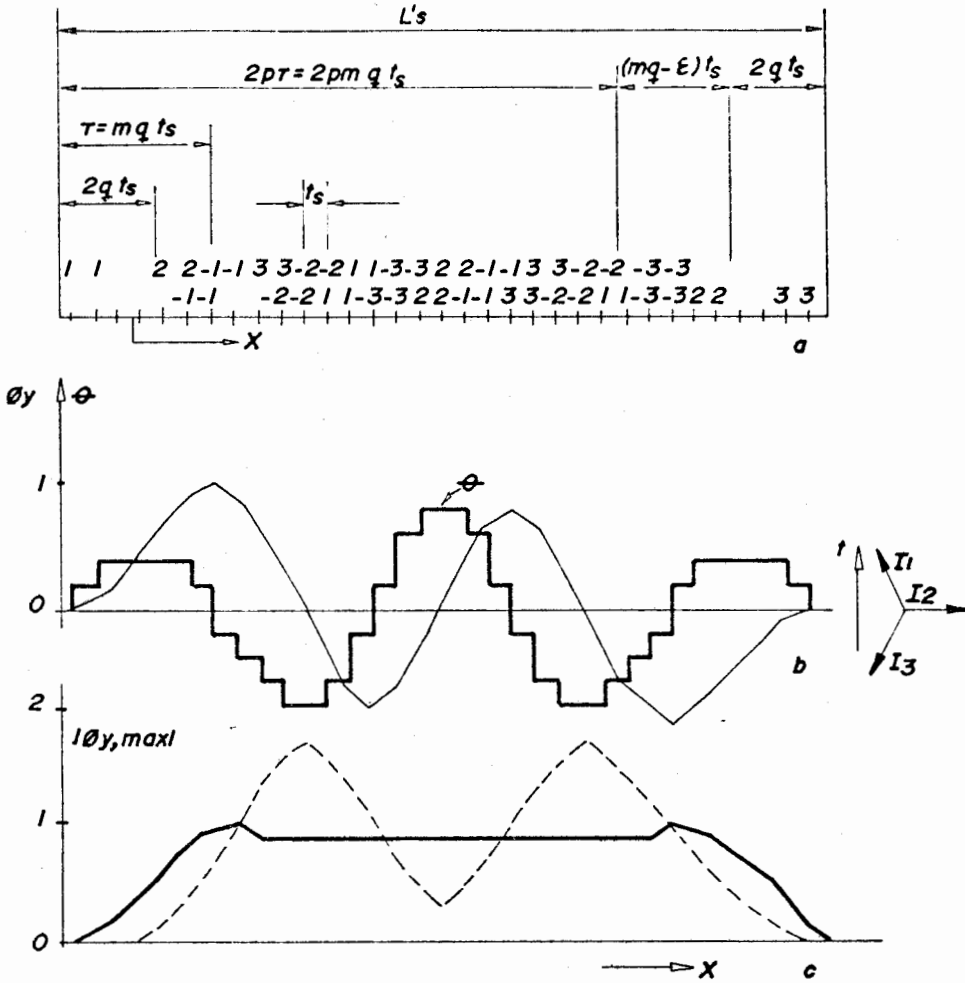 L's
2pτ = 2pm q ts (mq-ε) ts 2q ts
τ = mq ts
2q ts ts
1 1 2 2-1-1 3 3-2-2 1 1-3-3 2 2-1-1 3 3-2-2-2 -3-3
-1-1 -2-2 1 1-3-3 2 2-1-1 3 3-2-2 1 1-3-3 2 2 3 3
X a
Øy Θ
1 Θ
t I1
0 I2
b I3
2
|Øy,max|
1
0
X c